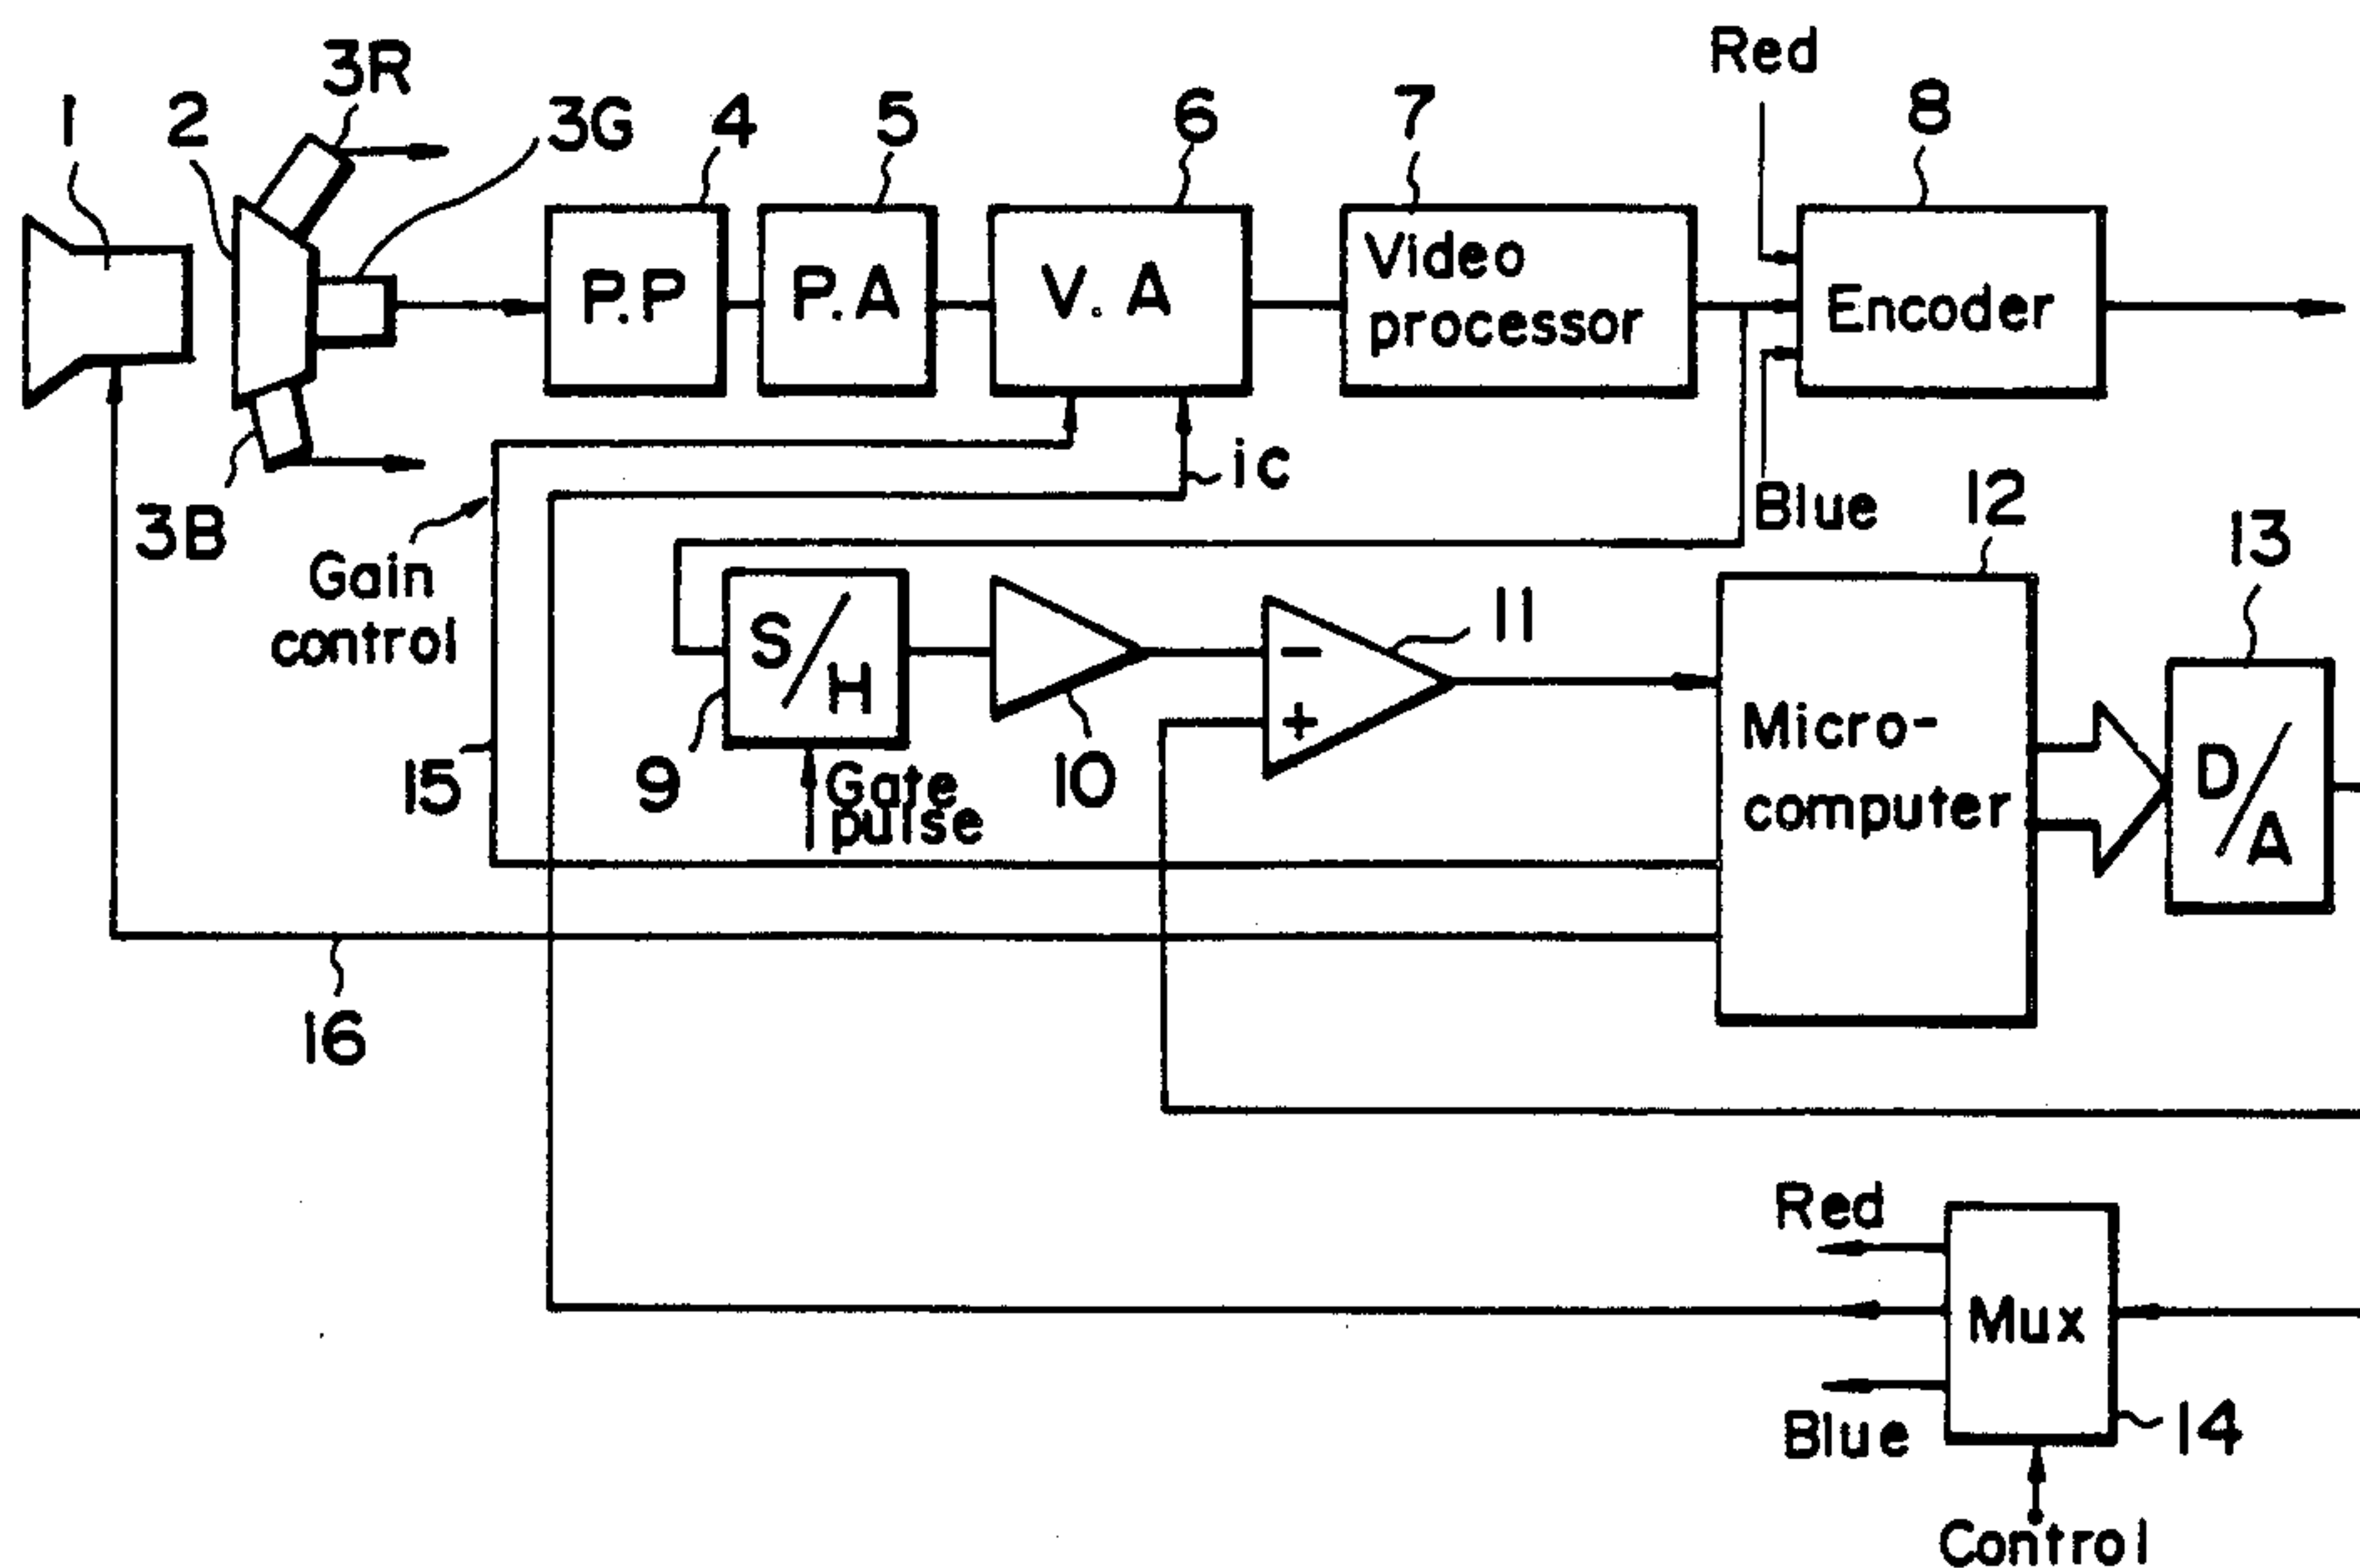 Red
3R
1
2
3G
4
5
6
7
8
P.P
P.A
V.A
Video
processor
Encoder
ic
Blue
12
13
3B
Gain
control
11
S/H
−
+
Micro-
computer
D/A
9
10
15
Gate
pulse
16
Red
Mux
Blue
14
Control